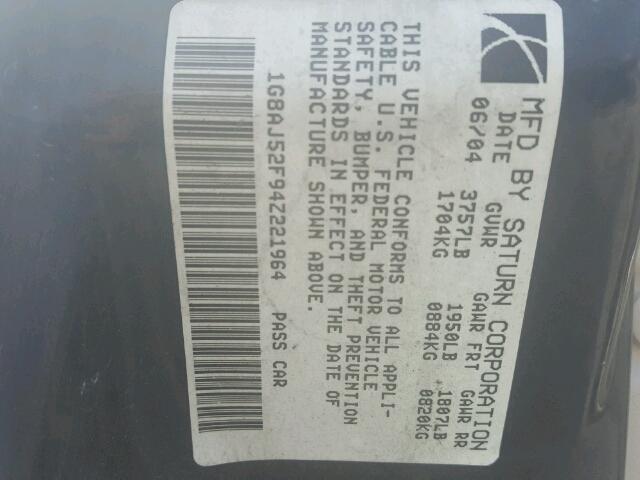 MFD BY SATURN CORPORATION
DATE GVWR GAWR FRT GAWR RR
06/04 3757LB 1950LB 1807LB
1704KG 0884KG 0820KG
THIS VEHICLE CONFORMS TO ALL APPLI-
CABLE U.S. FEDERAL MOTOR VEHICLE
SAFETY, BUMPER, AND THEFT PREVENTION
STANDARDS IN EFFECT ON THE DATE OF
MANUFACTURE SHOWN ABOVE.
1G8AJ52F94Z221964 PASS CAR